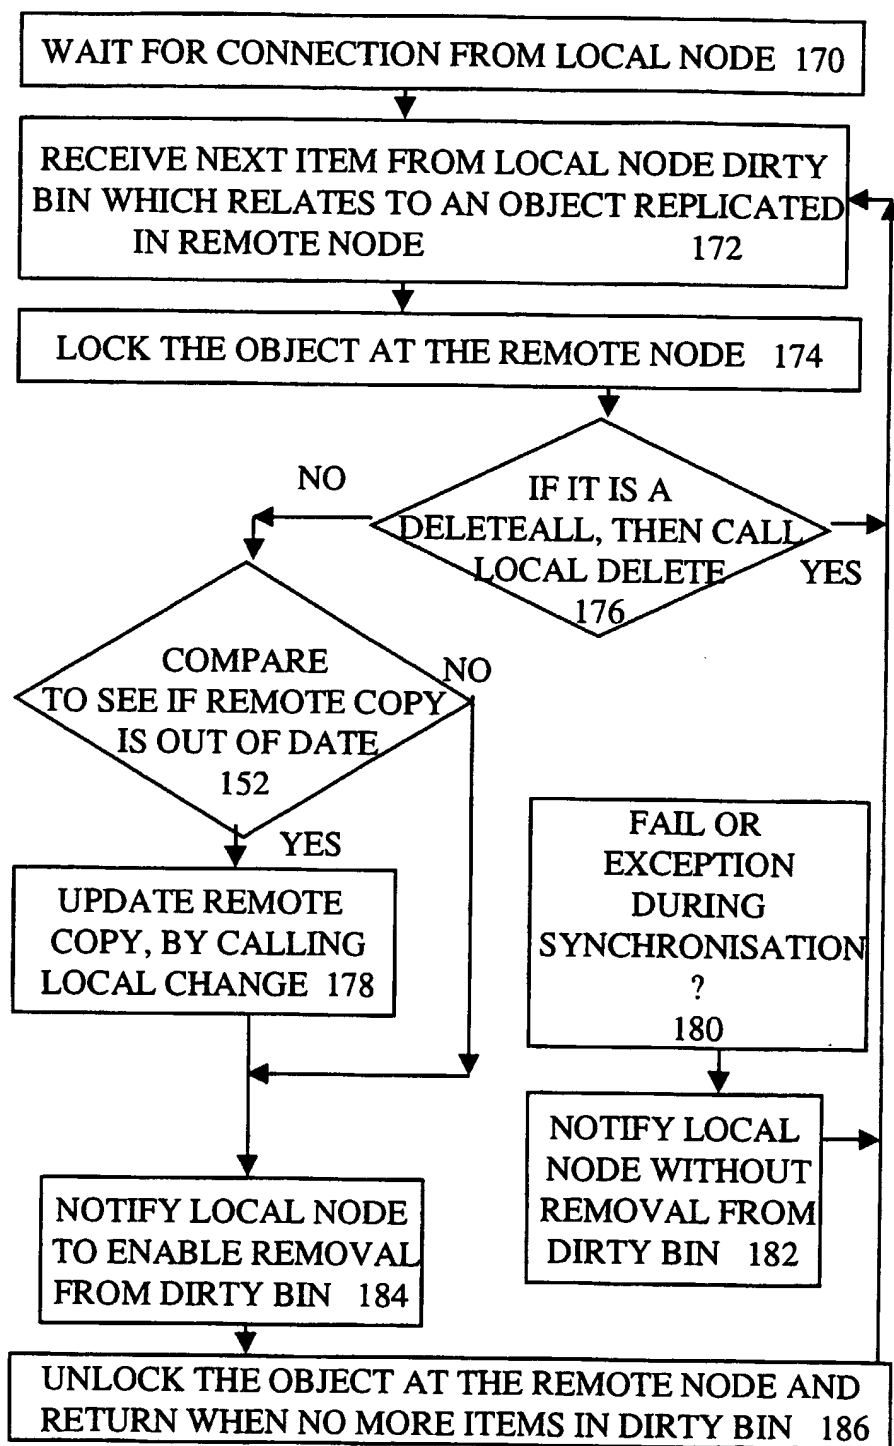 WAIT FOR CONNECTION FROM LOCAL NODE 170
RECEIVE NEXT ITEM FROM LOCAL NODE DIRTY
BIN WHICH RELATES TO AN OBJECT REPLICATED
IN REMOTE NODE 172
LOCK THE OBJECT AT THE REMOTE NODE 174
NO
IF IT IS A
DELETEALL, THEN CALL
LOCAL DELETE
176
YES
COMPARE
TO SEE IF REMOTE COPY
IS OUT OF DATE
152
NO
YES
UPDATE REMOTE
COPY, BY CALLING
LOCAL CHANGE 178
FAIL OR
EXCEPTION
DURING
SYNCHRONISATION
?
180
NOTIFY LOCAL
NODE WITHOUT
REMOVAL FROM
DIRTY BIN 182
NOTIFY LOCAL NODE
TO ENABLE REMOVAL
FROM DIRTY BIN 184
UNLOCK THE OBJECT AT THE REMOTE NODE AND
RETURN WHEN NO MORE ITEMS IN DIRTY BIN 186